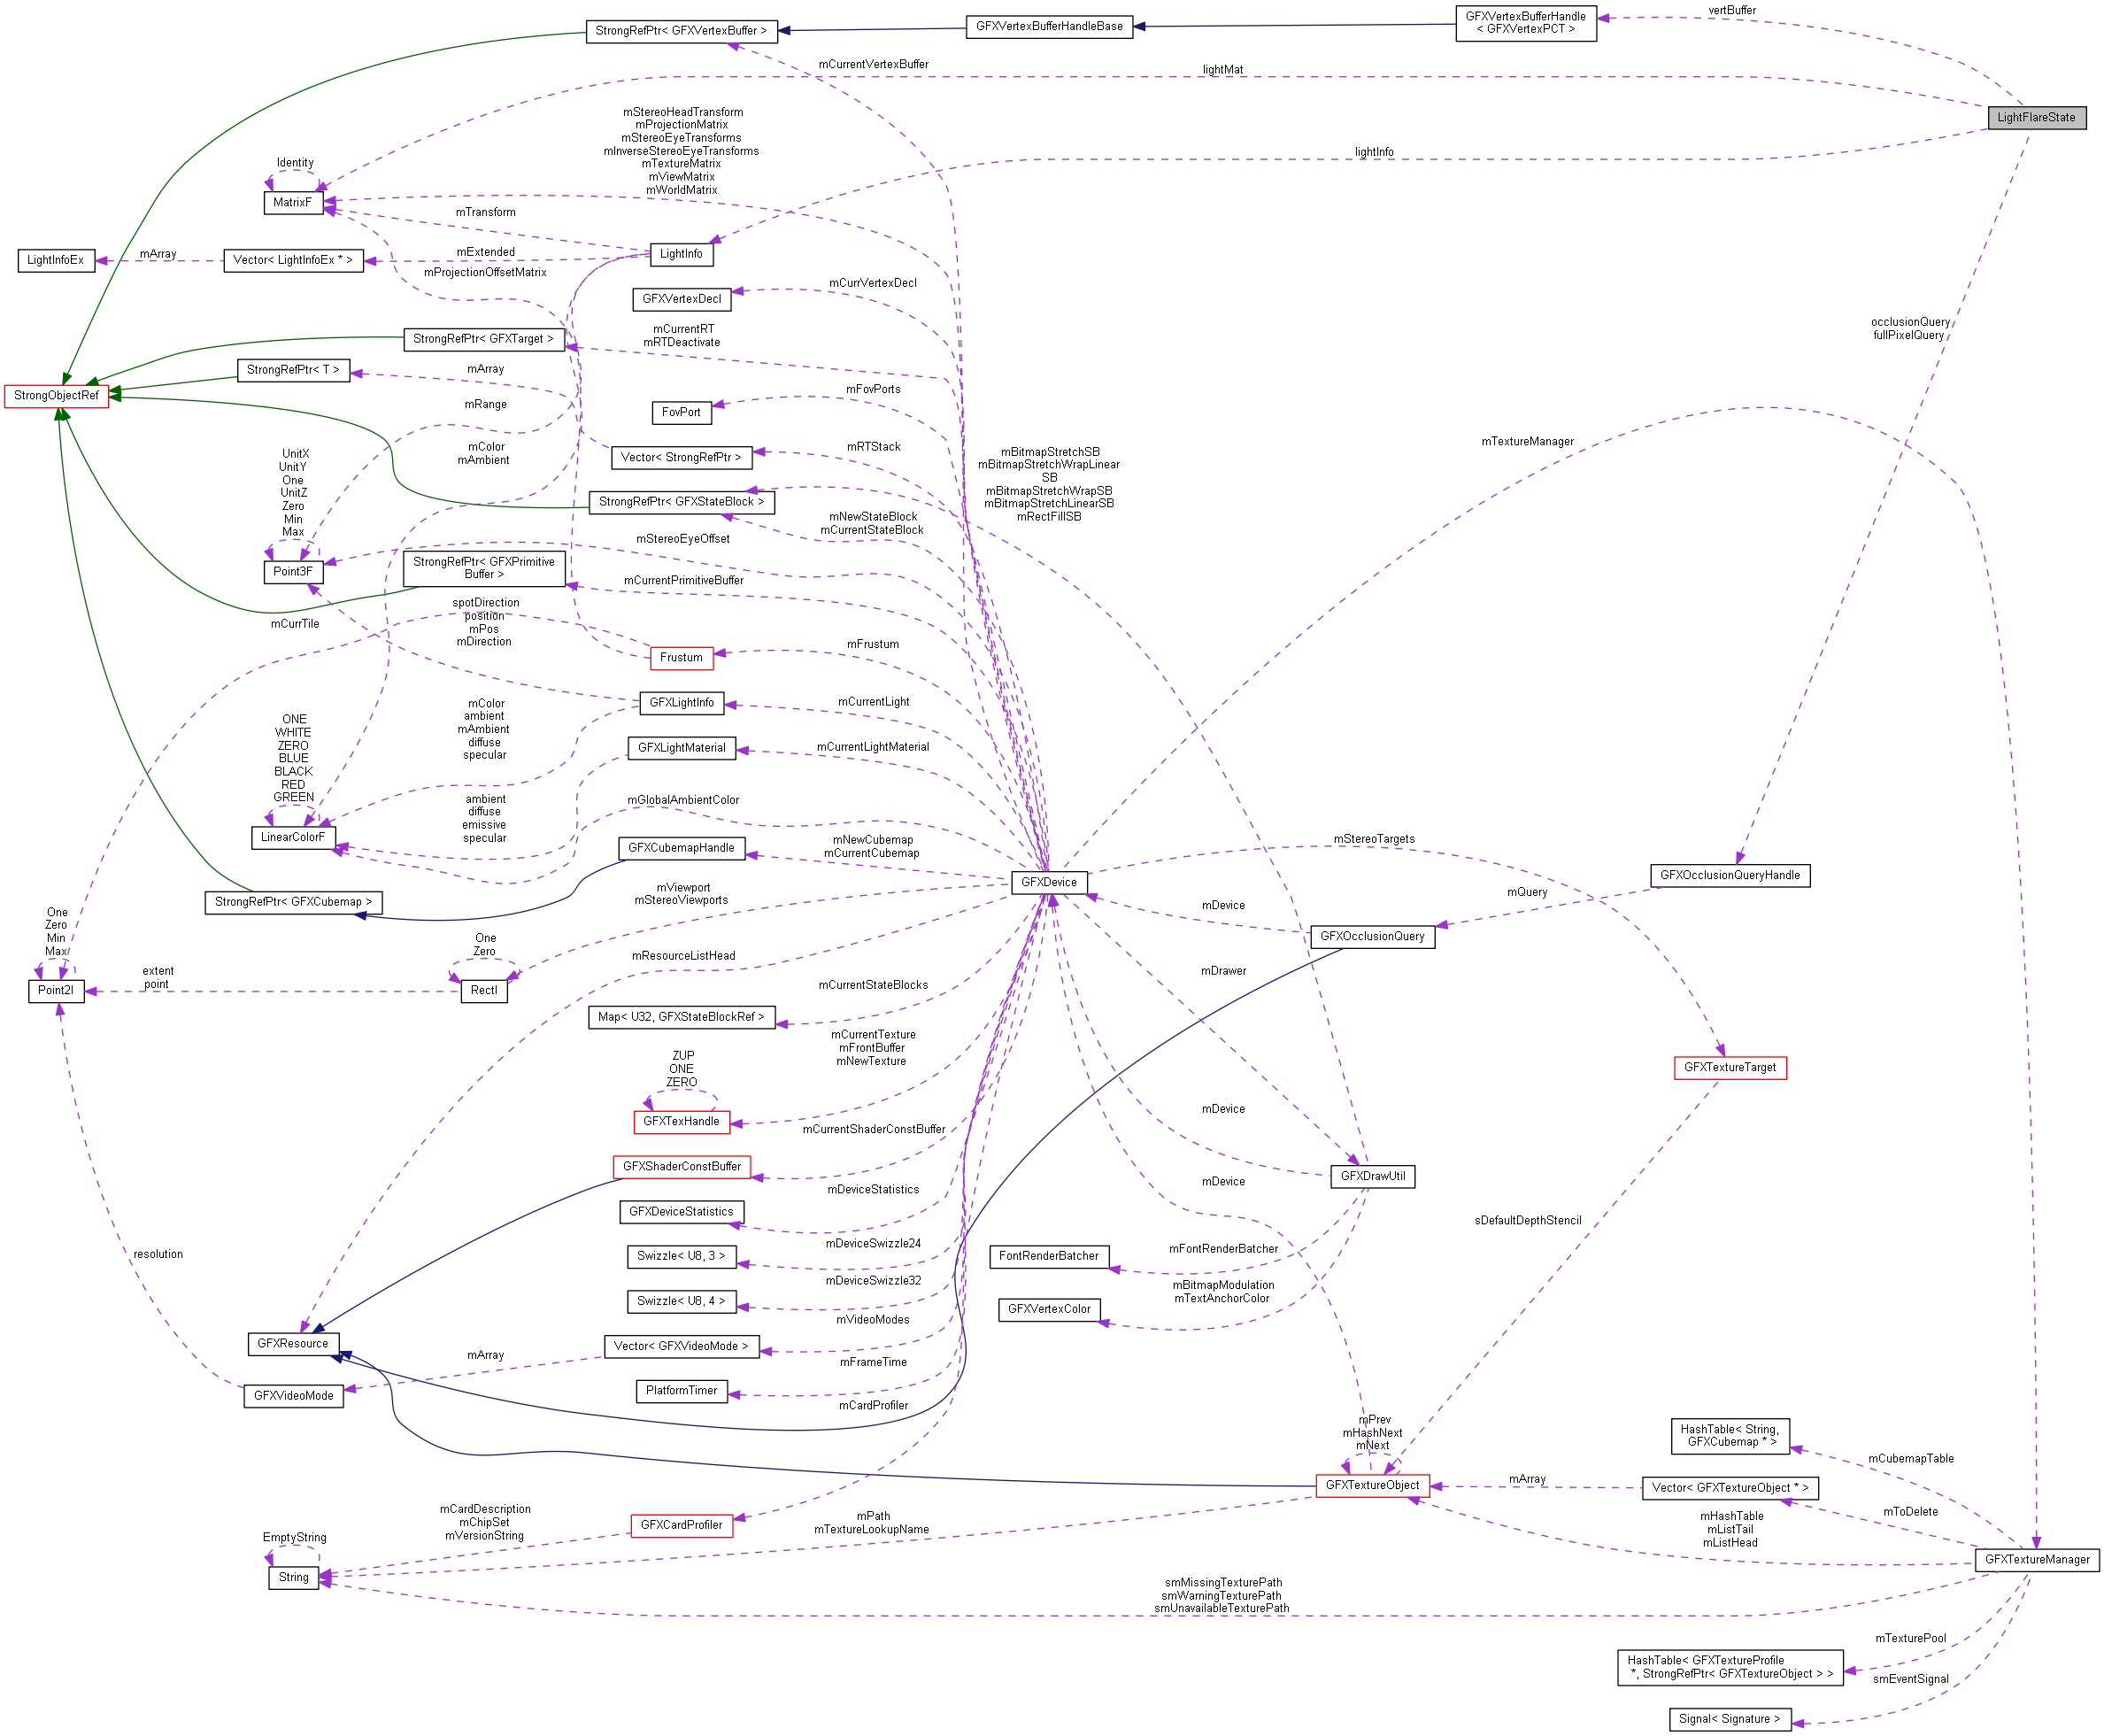 StrongRefPtr< GFXVertexBuffer >
GFXVertexBufferHandleBase
GFXVertexBufferHandle
< GFXVertexPCT >
vertBuffer
mCurrentVertexBuffer
lightMat
LightFlareState
mStereoHeadTransform
mProjectionMatrix
mStereoEyeTransforms
mInverseStereoEyeTransforms
mTextureMatrix
mViewMatrix
mWorldMatrix
lightInfo
Identity
MatrixF
mTransform
LightInfoEx
mArray
Vector< LightInfoEx * >
mExtended
LightInfo
mProjectionOffsetMatrix
GFXVertexDecl
mCurrVertexDecl
occlusionQuery
fullPixelQuery
StrongRefPtr< GFXTarget >
mCurrentRT
mRTDeactivate
StrongRefPtr< T >
mArray
StrongObjectRef
mFovPorts
mRange
FovPort
mTextureManager
mColor
mAmbient
Vector< StrongRefPtr >
mRTStack
mBitmapStretchSB
mBitmapStretchWrapLinear
SB
mBitmapStretchWrapSB
mBitmapStretchLinearSB
mRectFillSB
UnitX
UnitY
One
UnitZ
Zero
Min
Max
StrongRefPtr< GFXStateBlock >
mNewStateBlock
mCurrentStateBlock
mStereoEyeOffset
Point3F
StrongRefPtr< GFXPrimitive
Buffer >
mCurrentPrimitiveBuffer
mCurrTile
spotDirection
position
mPos
mDirection
Frustum
mFrustum
GFXLightInfo
mCurrentLight
mColor
ambient
mAmbient
diffuse
specular
ONE
WHITE
ZERO
BLUE
BLACK
RED
GREEN
GFXLightMaterial
mCurrentLightMaterial
LinearColorF
ambient
diffuse
emissive
specular
mGlobalAmbientColor
GFXCubemapHandle
mNewCubemap
mCurrentCubemap
mStereoTargets
GFXDevice
GFXOcclusionQueryHandle
StrongRefPtr< GFXCubemap >
mViewport
mStereoViewports
mDevice
mQuery
GFXOcclusionQuery
One
Zero
Min
Max
One
Zero
mResourceListHead
mDrawer
Point2I
extent
point
RectI
mCurrentStateBlocks
Map< U32, GFXStateBlockRef >
mCurrentTexture
mFrontBuffer
mNewTexture
ZUP
ONE
ZERO
GFXTexHandle
GFXTextureTarget
mCurrentShaderConstBuffer
mDevice
GFXShaderConstBuffer
mDevice
GFXDrawUtil
mDeviceStatistics
GFXDeviceStatistics
sDefaultDepthStencil
resolution
Swizzle< U8, 3 >
mDeviceSwizzle24
FontRenderBatcher
mFontRenderBatcher
Swizzle< U8, 4 >
mDeviceSwizzle32
GFXVertexColor
mBitmapModulation
mTextAnchorColor
mVideoModes
GFXResource
Vector< GFXVideoMode >
mArray
mFrameTime
GFXVideoMode
PlatformTimer
mCardProfiler
mPrev
mHashNext
mNext
HashTable< String,
GFXCubemap * >
mCubemapTable
GFXTextureObject
mArray
Vector< GFXTextureObject * >
mToDelete
mCardDescription
mChipSet
mVersionString
GFXCardProfiler
mPath
mTextureLookupName
mHashTable
mListTail
mListHead
EmptyString
String
GFXTextureManager
smMissingTexturePath
smWarningTexturePath
smUnavailableTexturePath
mTexturePool
HashTable< GFXTextureProfile
*, StrongRefPtr< GFXTextureObject > >
smEventSignal
Signal< Signature >